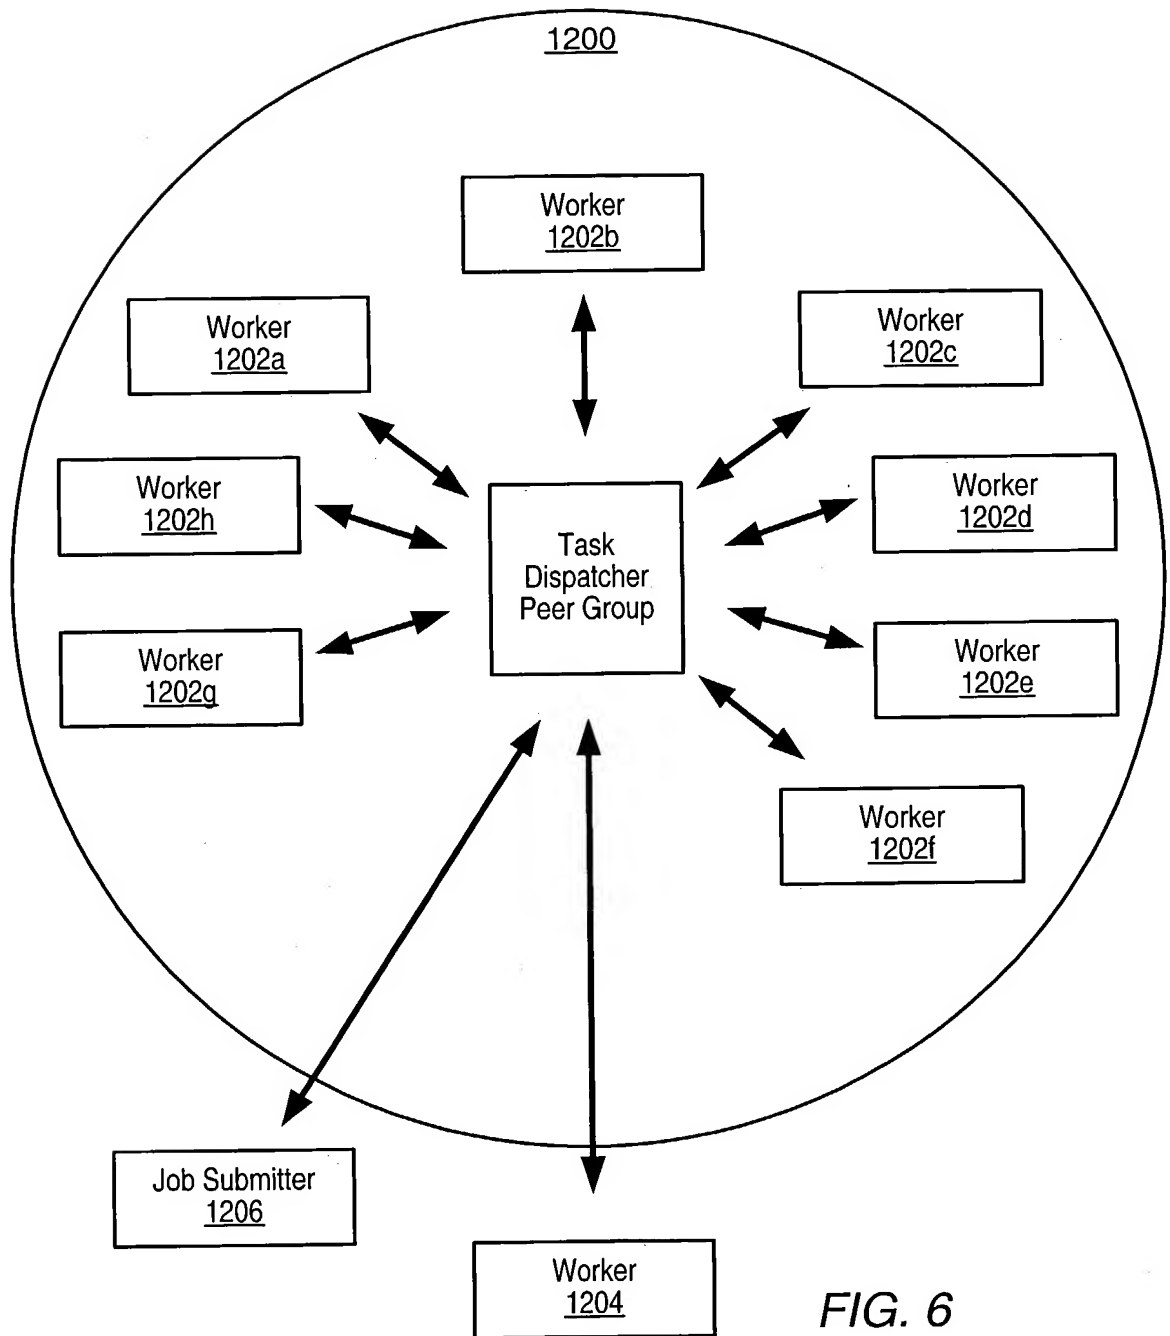 1200
Worker
1202b
Worker
1202a
Worker
1202c
Worker
1202h
Worker
1202d
Task
Dispatcher
Peer Group
Worker
1202g
Worker
1202e
Worker
1202f
Job Submitter
1206
Worker
1204
FIG. 6